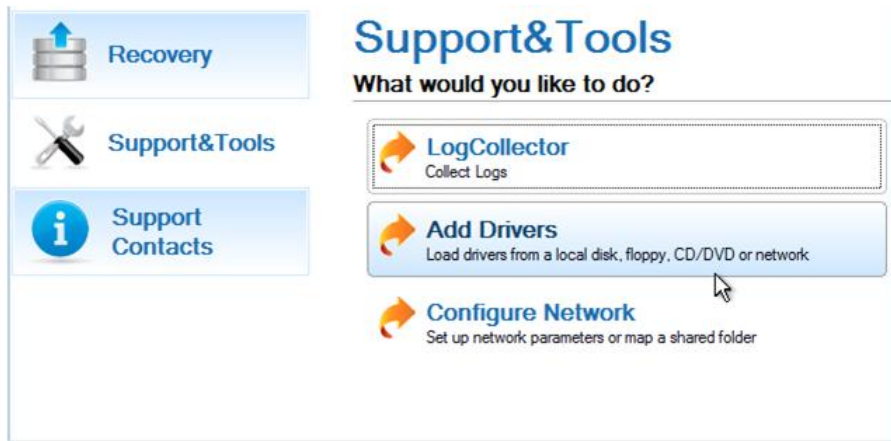 Recovery
Support&Tools
Support
Contacts
Support&Tools
What would you like to do?
LogCollector
Collect Logs
Add Drivers
Load drivers from a local disk, floppy, CD/DVD or network
Configure Network
Set up network parameters or map a shared folder